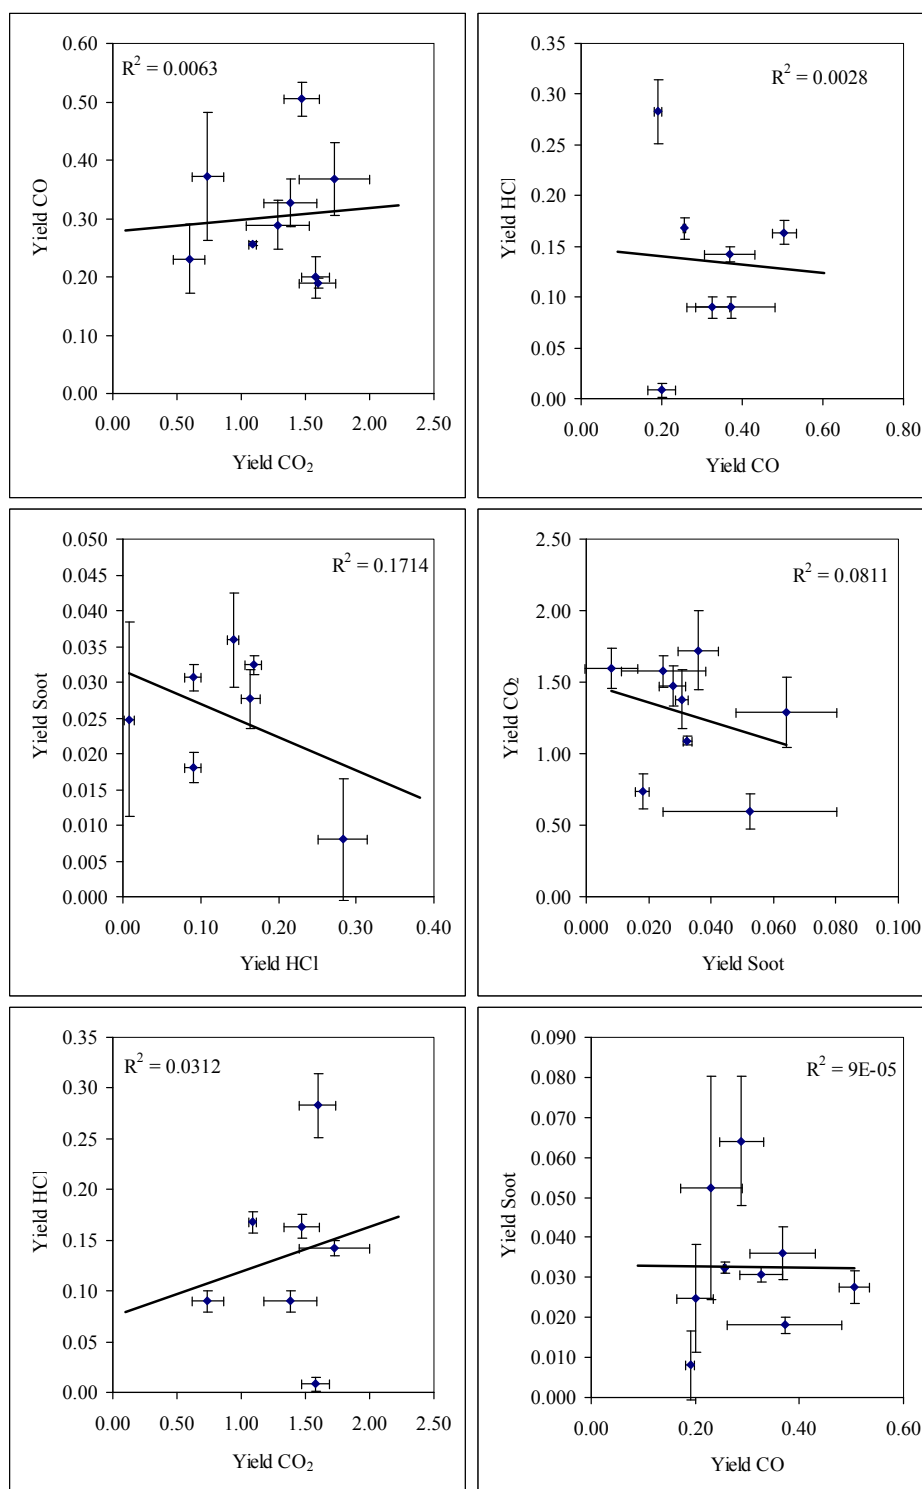 R² = 0.0063
Yield CO
0.60
0.50
0.40
0.30
0.20
0.10
0.00
0.00 0.50 1.00 1.50 2.00 2.50
Yield CO₂
R² = 0.0028
Yield HCl
0.35
0.30
0.25
0.20
0.15
0.10
0.05
0.00
0.00 0.20 0.40 0.60 0.80
Yield CO
R² = 0.1714
Yield Soot
0.050
0.045
0.040
0.035
0.030
0.025
0.020
0.015
0.010
0.005
0.000
0.00 0.10 0.20 0.30 0.40
Yield HCl
R² = 0.0811
Yield CO₂
2.50
2.00
1.50
1.00
0.50
0.00
0.000 0.020 0.040 0.060 0.080 0.100
Yield Soot
R² = 0.0312
Yield HCl
0.35
0.30
0.25
0.20
0.15
0.10
0.05
0.00
0.00 0.50 1.00 1.50 2.00 2.50
Yield CO₂
R² = 9E-05
Yield Soot
0.090
0.080
0.070
0.060
0.050
0.040
0.030
0.020
0.010
0.000
0.00 0.20 0.40 0.60
Yield CO